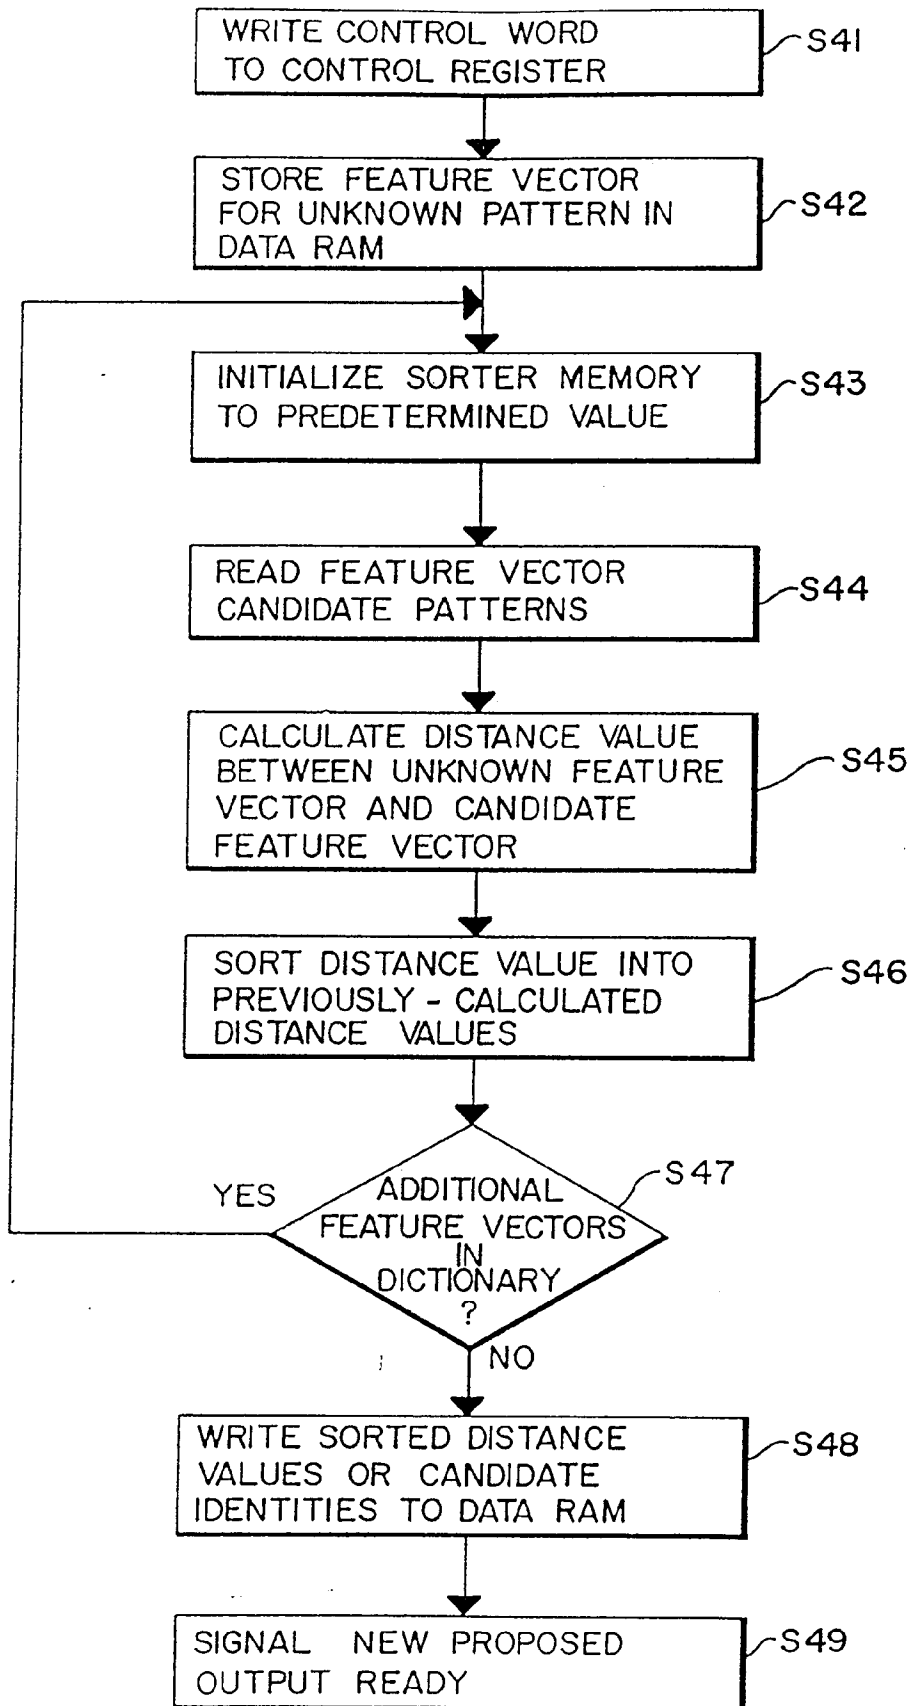 WRITE CONTROL WORD
TO CONTROL REGISTER
S41
STORE FEATURE VECTOR
FOR UNKNOWN PATTERN IN
DATA RAM
S42
INITIALIZE SORTER MEMORY
TO PREDETERMINED VALUE
S43
READ FEATURE VECTOR
CANDIDATE PATTERNS
S44
CALCULATE DISTANCE VALUE
BETWEEN UNKNOWN FEATURE
VECTOR AND CANDIDATE
FEATURE VECTOR
S45
SORT DISTANCE VALUE INTO
PREVIOUSLY - CALCULATED
DISTANCE VALUES
S46
YES
ADDITIONAL
FEATURE VECTORS
IN
DICTIONARY
?
S47
NO
WRITE SORTED DISTANCE
VALUES OR CANDIDATE
IDENTITIES TO DATA RAM
S48
SIGNAL NEW PROPOSED
OUTPUT READY
S49